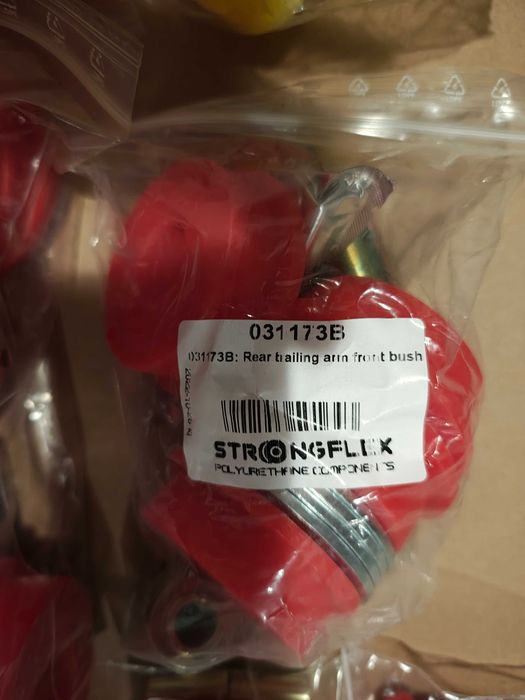 031173B
031173B: Rear trailing arm front bush
STRONGFLEX
POLYURETHANE COMPONENTS